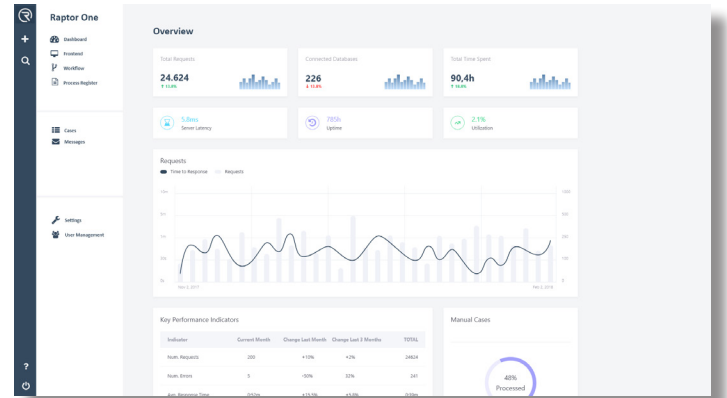 Raptor One
Dashboard
Frontend
Workflow
Process Register
Cases
Messages
Settings
User Management
?
Overview
Total Requests
24.624
Connected Databases
226
Total Time Spent
90,4h
5.8ms
Server Latency
785h
Uptime
2.1%
Utilization
Requests
Time to Response Requests
Key Performance Indicators
Indicator Current Month Change Last Month Change Last 3 Months TOTAL
Num. Requests 200 +15% +2% 24624
Num. Errors 5 -50% 32% 241
Manual Cases
48%
Processed